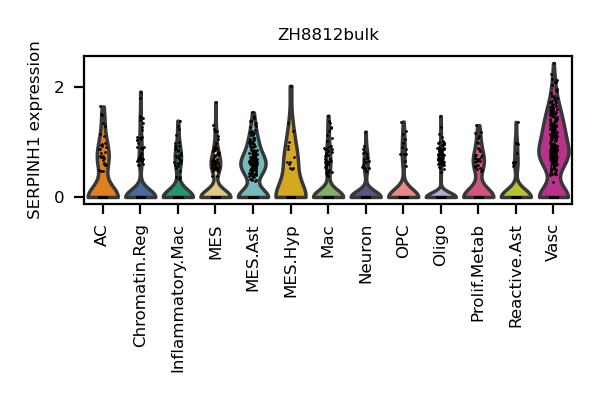 ZH8812bulk
SERPINH1 expression
2
0
AC
Chromatin.Reg
Inflammatory.Mac
MES
MES.Ast
MES.Hyp
Mac
Neuron
OPC
Oligo
Prolif.Metab
Reactive.Ast
Vasc